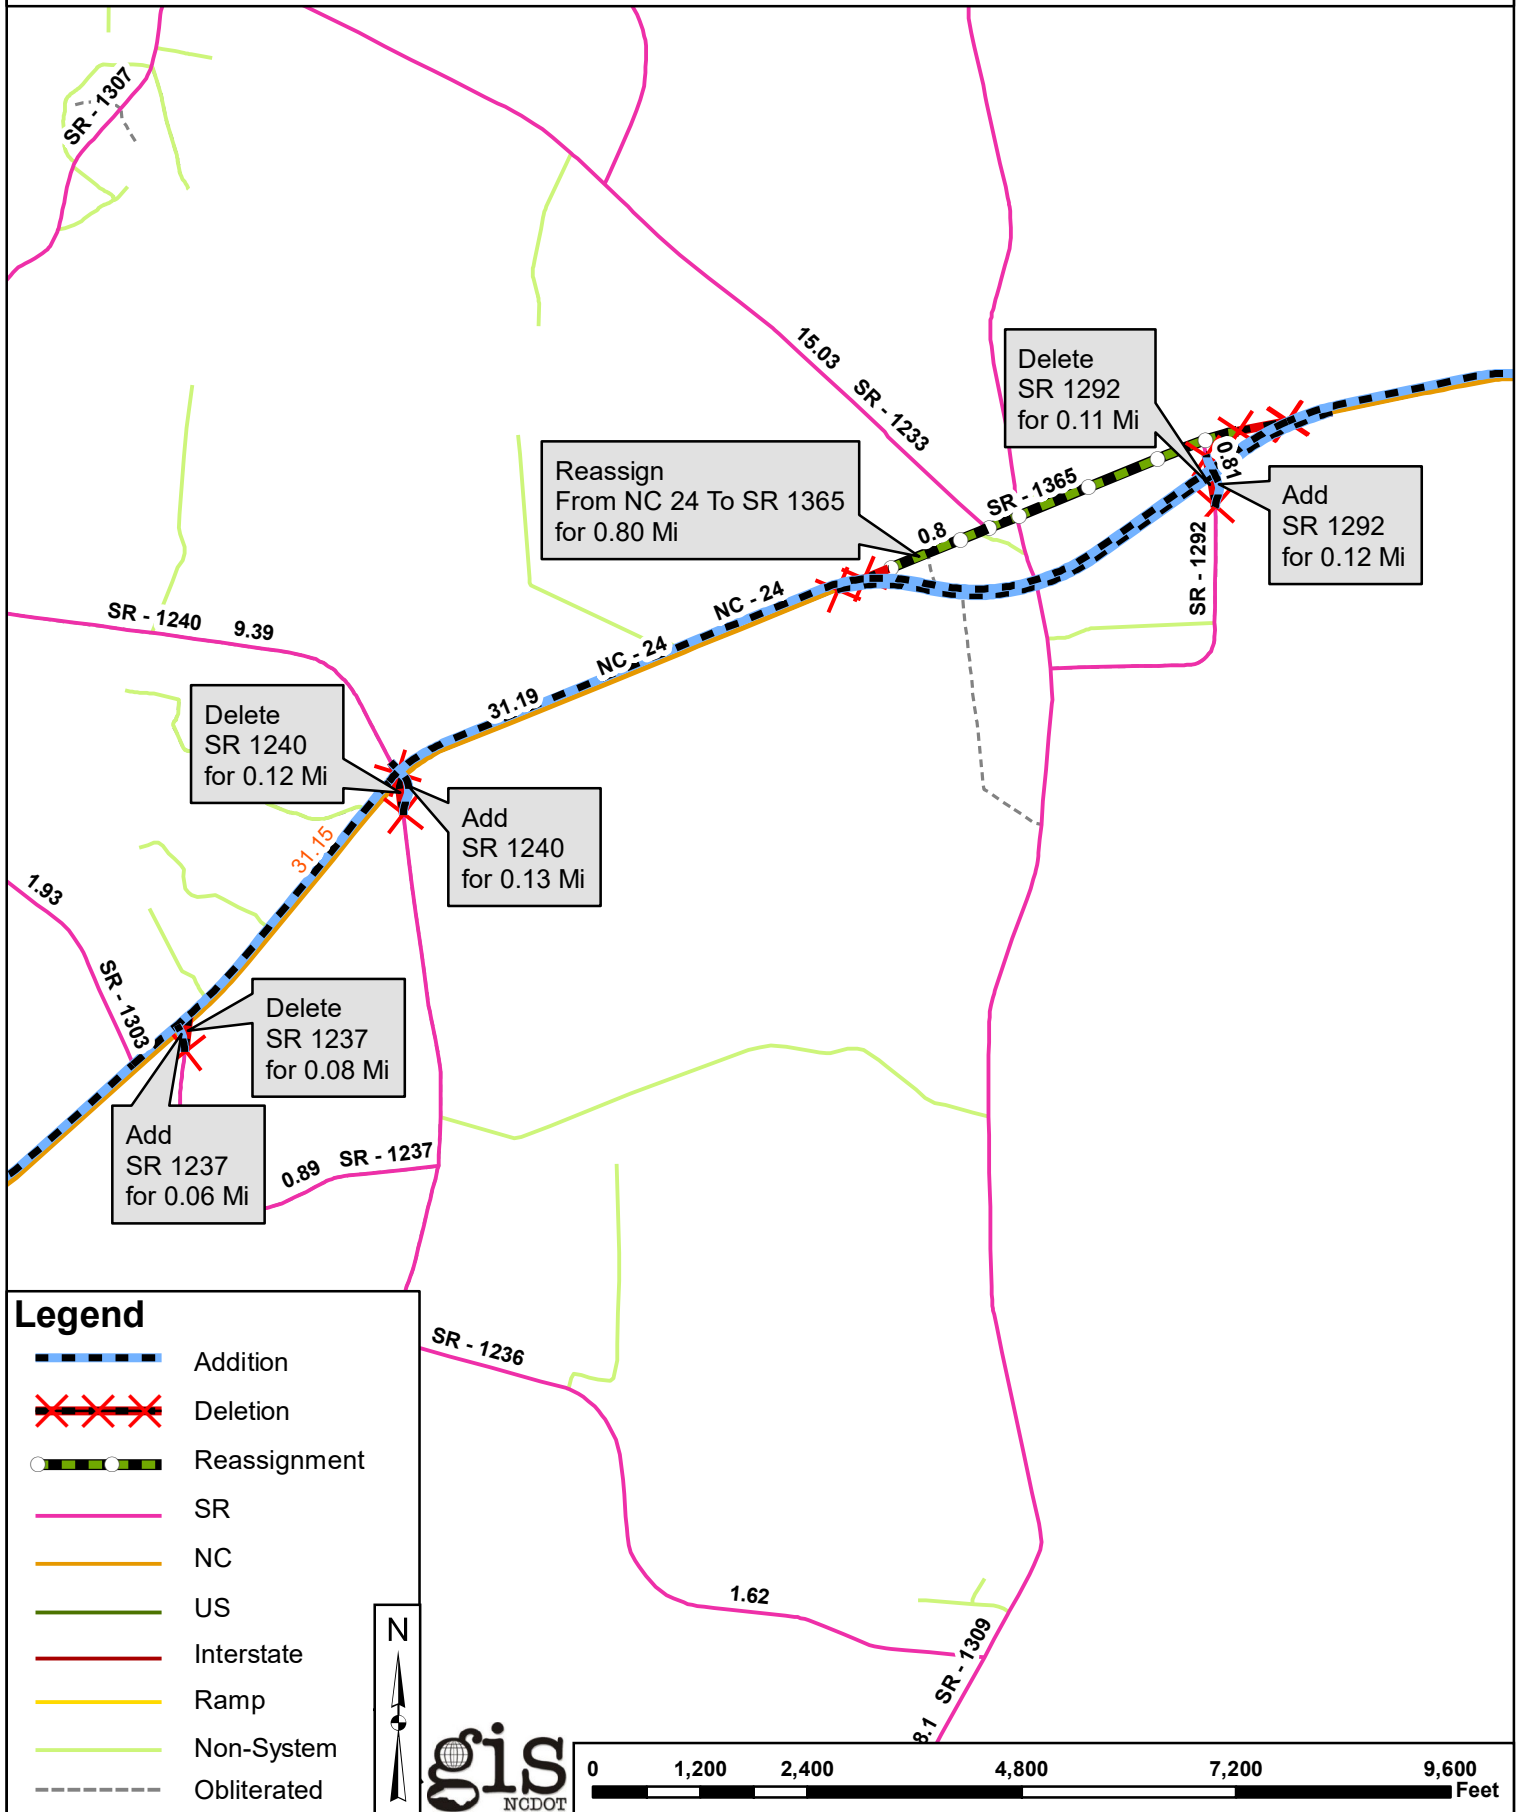 SR - 1307
15.03
SR - 1233
Delete
SR 1292
for 0.11 Mi
Reassign
From NC 24 To SR 1365
for 0.80 Mi
SR - 1365
0.8
0.81
Add
SR 1292
for 0.12 Mi
SR - 1292
NC - 24
NC - 24
31.19
SR - 1240
9.39
Delete
SR 1240
for 0.12 Mi
Add
SR 1240
for 0.13 Mi
31.15
1.93
SR - 1303
Delete
SR 1237
for 0.08 Mi
Add
SR 1237
for 0.06 Mi
0.89
SR - 1237
SR - 1236
1.62
SR - 1309
8.1
Legend
Addition
Deletion
Reassignment
SR
NC
US
Interstate
Ramp
Non-System
Obliterated
N
gis
NCDOT
0 1,200 2,400 4,800 7,200 9,600
Feet